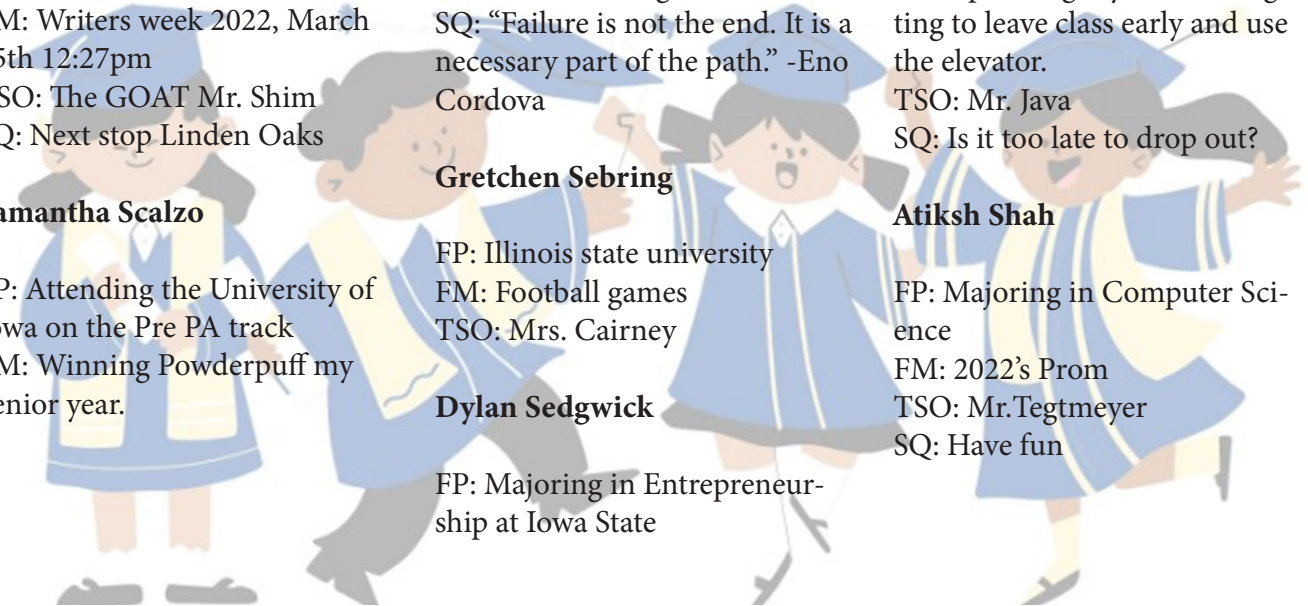 M: Writers week 2022, March
5th 12:27pm
SO: The GOAT Mr. Shim
Q: Next stop Linden Oaks
amantha Scalzo
P: Attending the University of
owa on the Pre PA track
M: Winning Powderpuff my
enior year.
SQ: “Failure is not the end. It is a
necessary part of the path.” -Eno
Cordova
Gretchen Sebring
FP: Illinois state university
FM: Football games
TSO: Mrs. Cairney
Dylan Sedgwick
FP: Majoring in Entrepreneur-
ship at Iowa State
ting to leave class early and use
the elevator.
TSO: Mr. Java
SQ: Is it too late to drop out?
Atiksh Shah
FP: Majoring in Computer Sci-
ence
FM: 2022’s Prom
TSO: Mr.Tegtmeyer
SQ: Have fun